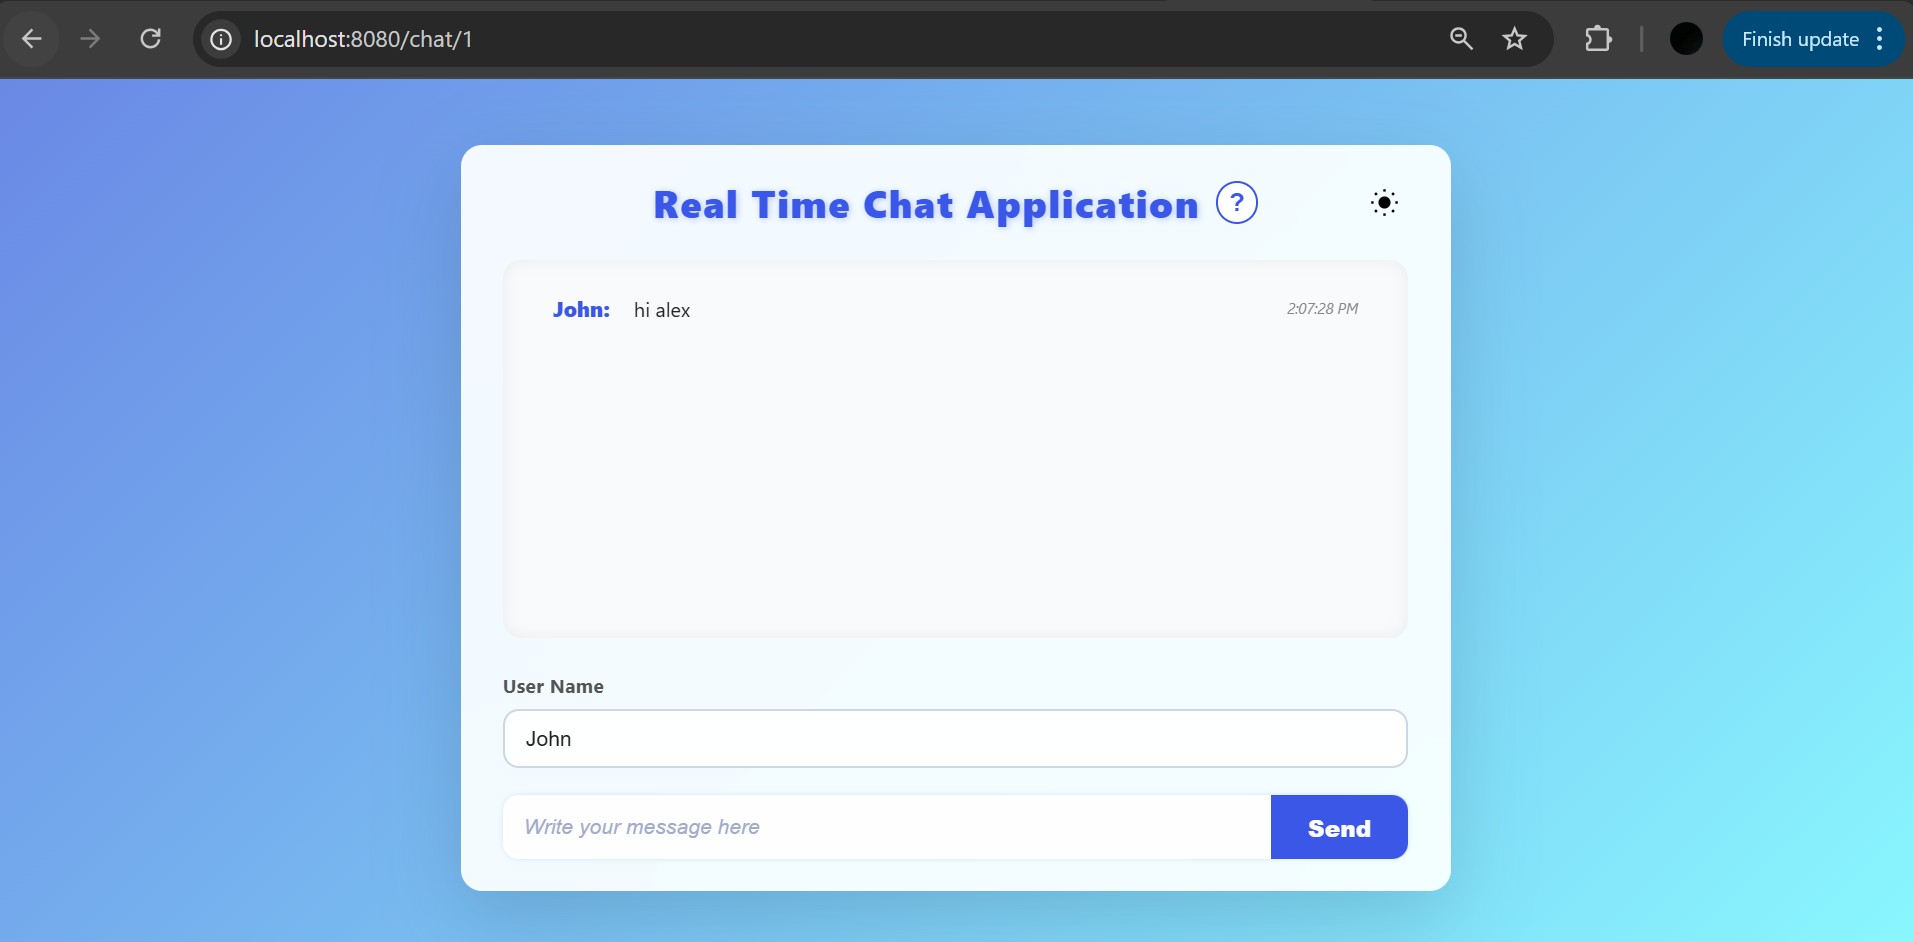 localhost:8080/chat/1
Finish update
Real Time Chat Application ?
John: hi alex 2:07:28 PM
User Name
John
Write your message here
Send